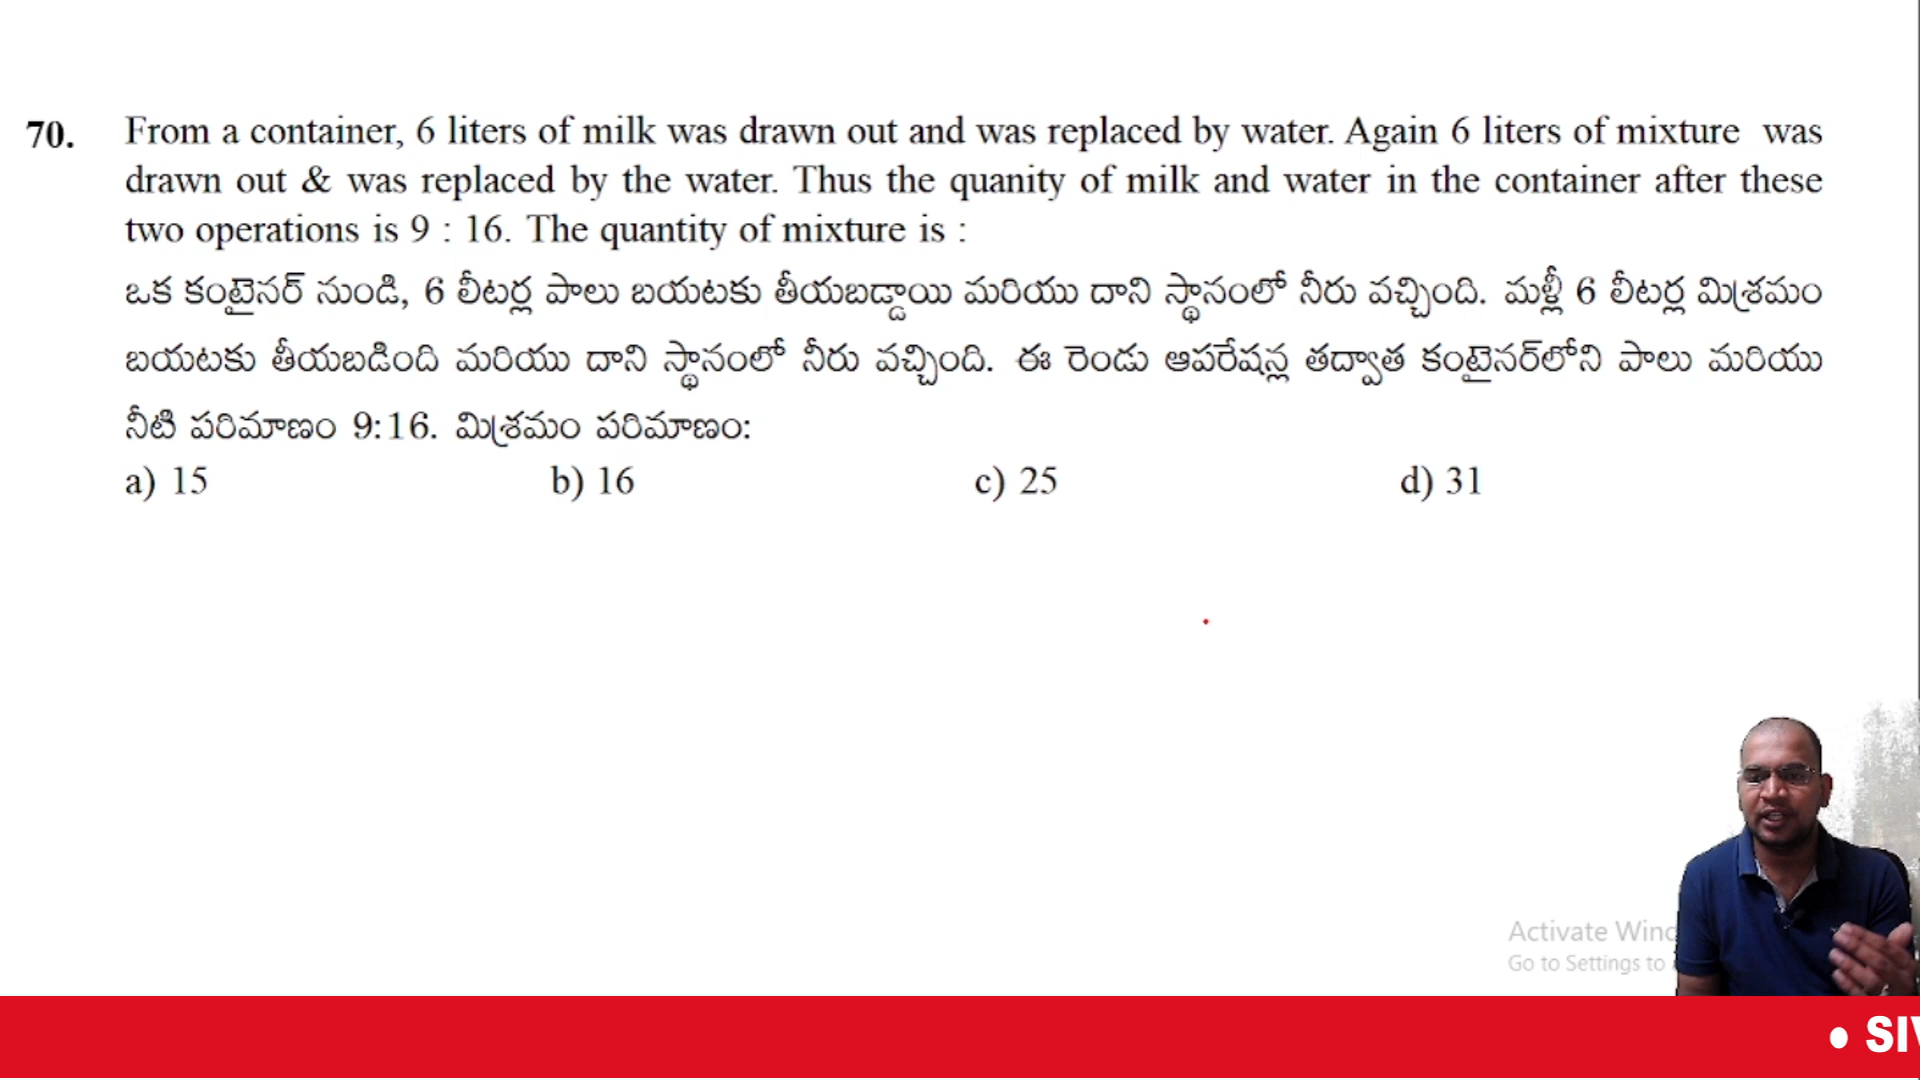 70. From a container, 6 liters of milk was drawn out and was replaced by water. Again 6 liters of mixture was
drawn out & was replaced by the water. Thus the quanity of milk and water in the container after these
two operations is 9 : 16. The quantity of mixture is :
ఒక కంటైనర్ నుండి, 6 లీటర్ల పాలు బయటకు తీయబడ్డాయి మరియు దాని స్థానంలో నీరు వచ్చింది. మళ్లీ 6 లీటర్ల మిశ్రమం
బయటకు తీయబడింది మరియు దాని స్థానంలో నీరు వచ్చింది. ఈ రెండు ఆపరేషన్ల తద్వాత కంటైనర్‌లోని పాలు మరియు
నీటి పరిమాణం 9:16. మిశ్రమం పరిమాణం:
a) 15 b) 16 c) 25 d) 31
Activate Wind
Go to Settings to
• SIV